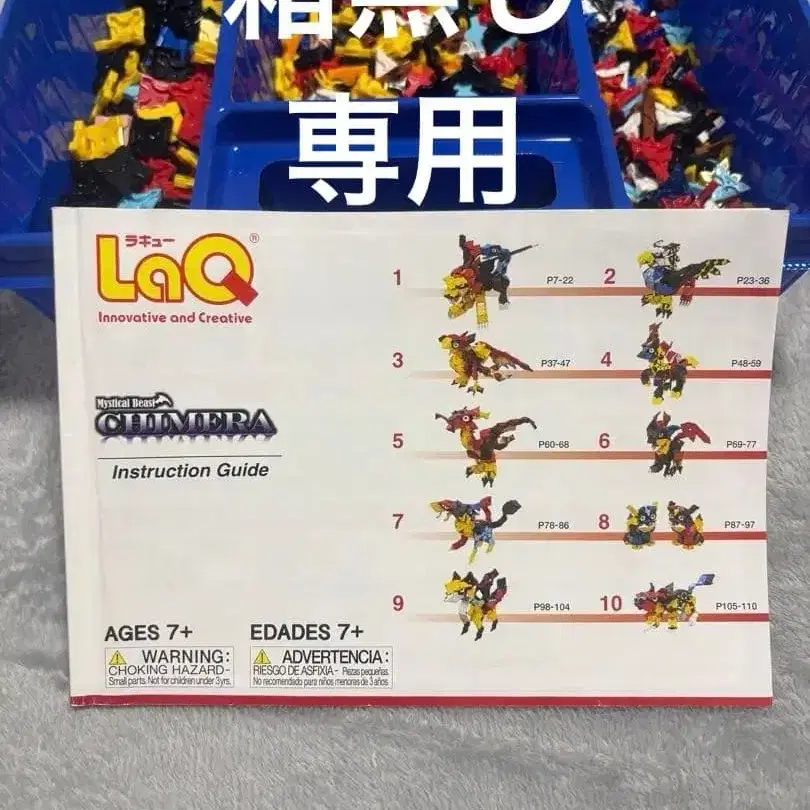 箱無し
専用
ラキュー
LaQ®
Innovative and Creative
Mystical Beast
CHIMERA
Instruction Guide
1 P7-22
2 P23-36
3 P37-47
4 P48-59
5 P60-68
6 P69-77
7 P78-86
8 P87-97
9 P98-104
10 P105-110
AGES 7+
WARNING:
CHOKING HAZARD-
Small parts. Not for children under 3 yrs.
EDADES 7+
ADVERTENCIA:
RIESGO DE ASFIXIA- Piezas pequeñas.
No recomendado para niños menores de 3 años